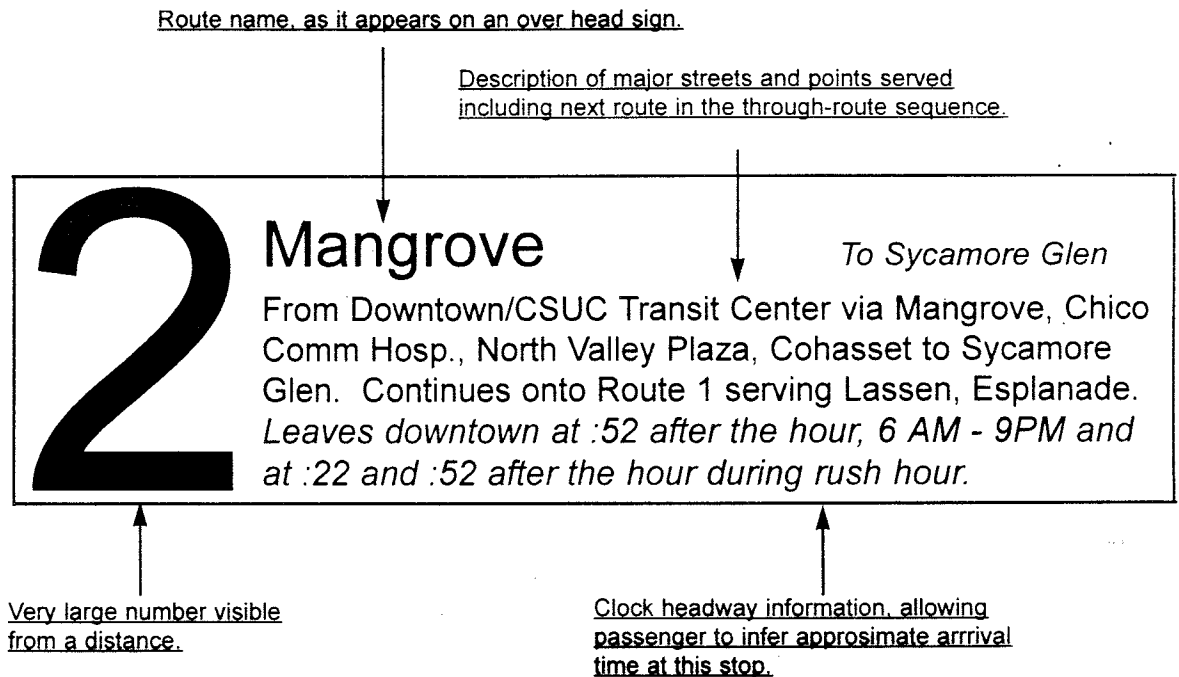 Route name, as it appears on an over head sign.
Description of major streets and points served
including next route in the through-route sequence.
2
Mangrove
To Sycamore Glen
From Downtown/CSUC Transit Center via Mangrove, Chico
Comm Hosp., North Valley Plaza, Cohasset to Sycamore
Glen. Continues onto Route 1 serving Lassen, Esplanade.
Leaves downtown at :52 after the hour, 6 AM - 9PM and
at :22 and :52 after the hour during rush hour.
Very large number visible
from a distance.
Clock headway information, allowing
passenger to infer approsimate arrrival
time at this stop.